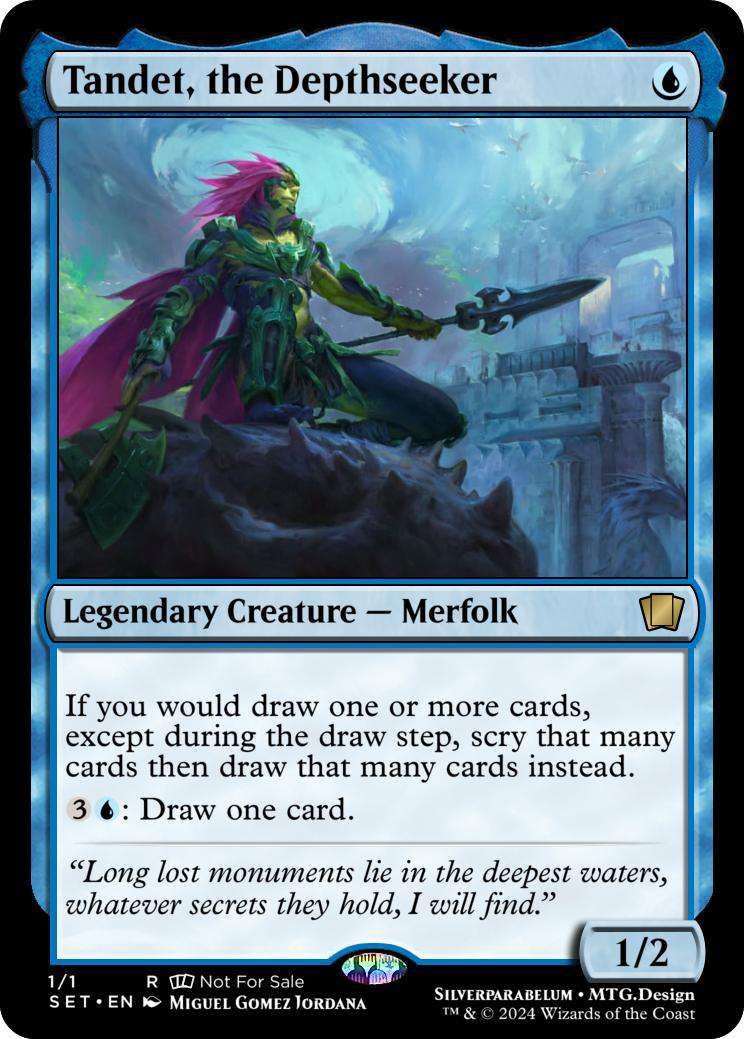 Tandet, the Depthseeker
Legendary Creature — Merfolk
If you would draw one or more cards,
except during the draw step, scry that many
cards then draw that many cards instead.
3 : Draw one card.
“Long lost monuments lie in the deepest waters,
whatever secrets they hold, I will find.”
1/2
1/1 R Not For Sale
SET • EN Miguel Gomez Jordana
Silverparabelum • MTG.Design
™ & © 2024 Wizards of the Coast